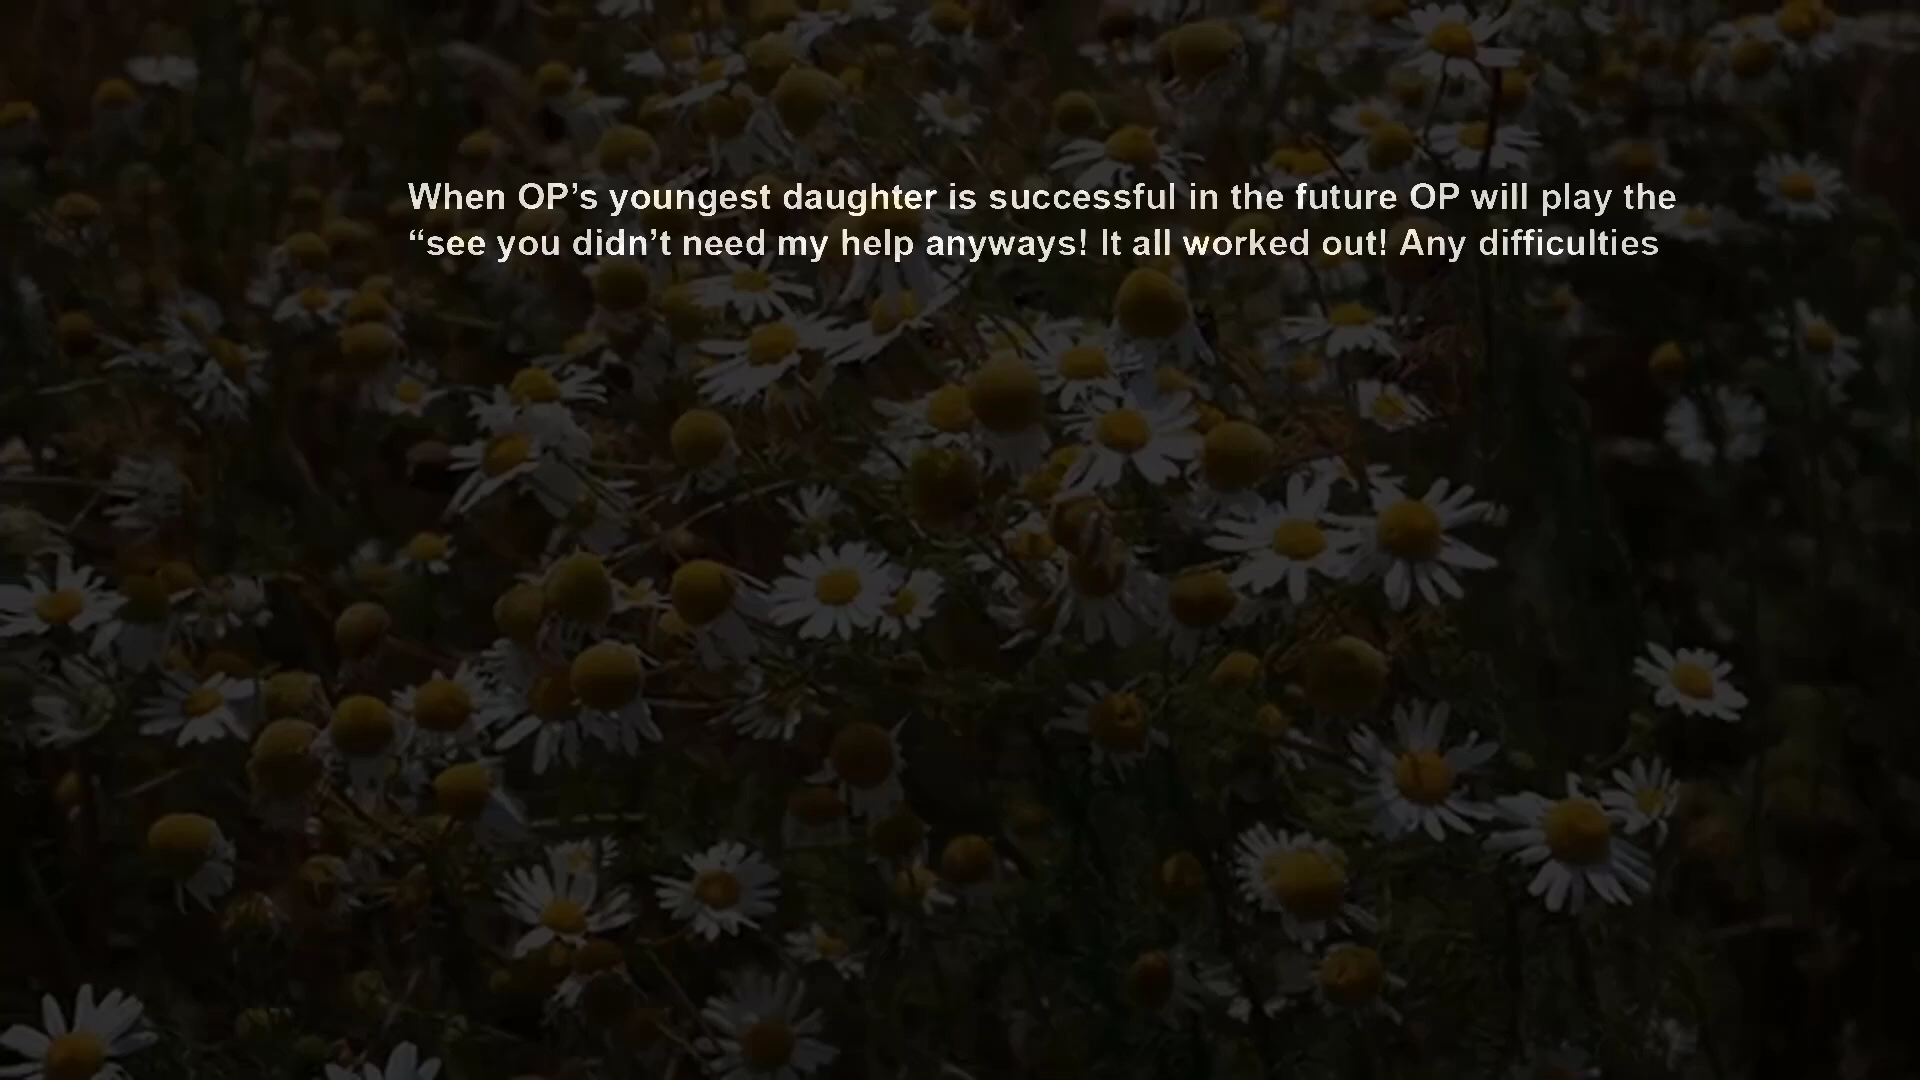 When OP’s youngest daughter is successful in the future OP will play the
“see you didn’t need my help anyways! It all worked out! Any difficulties